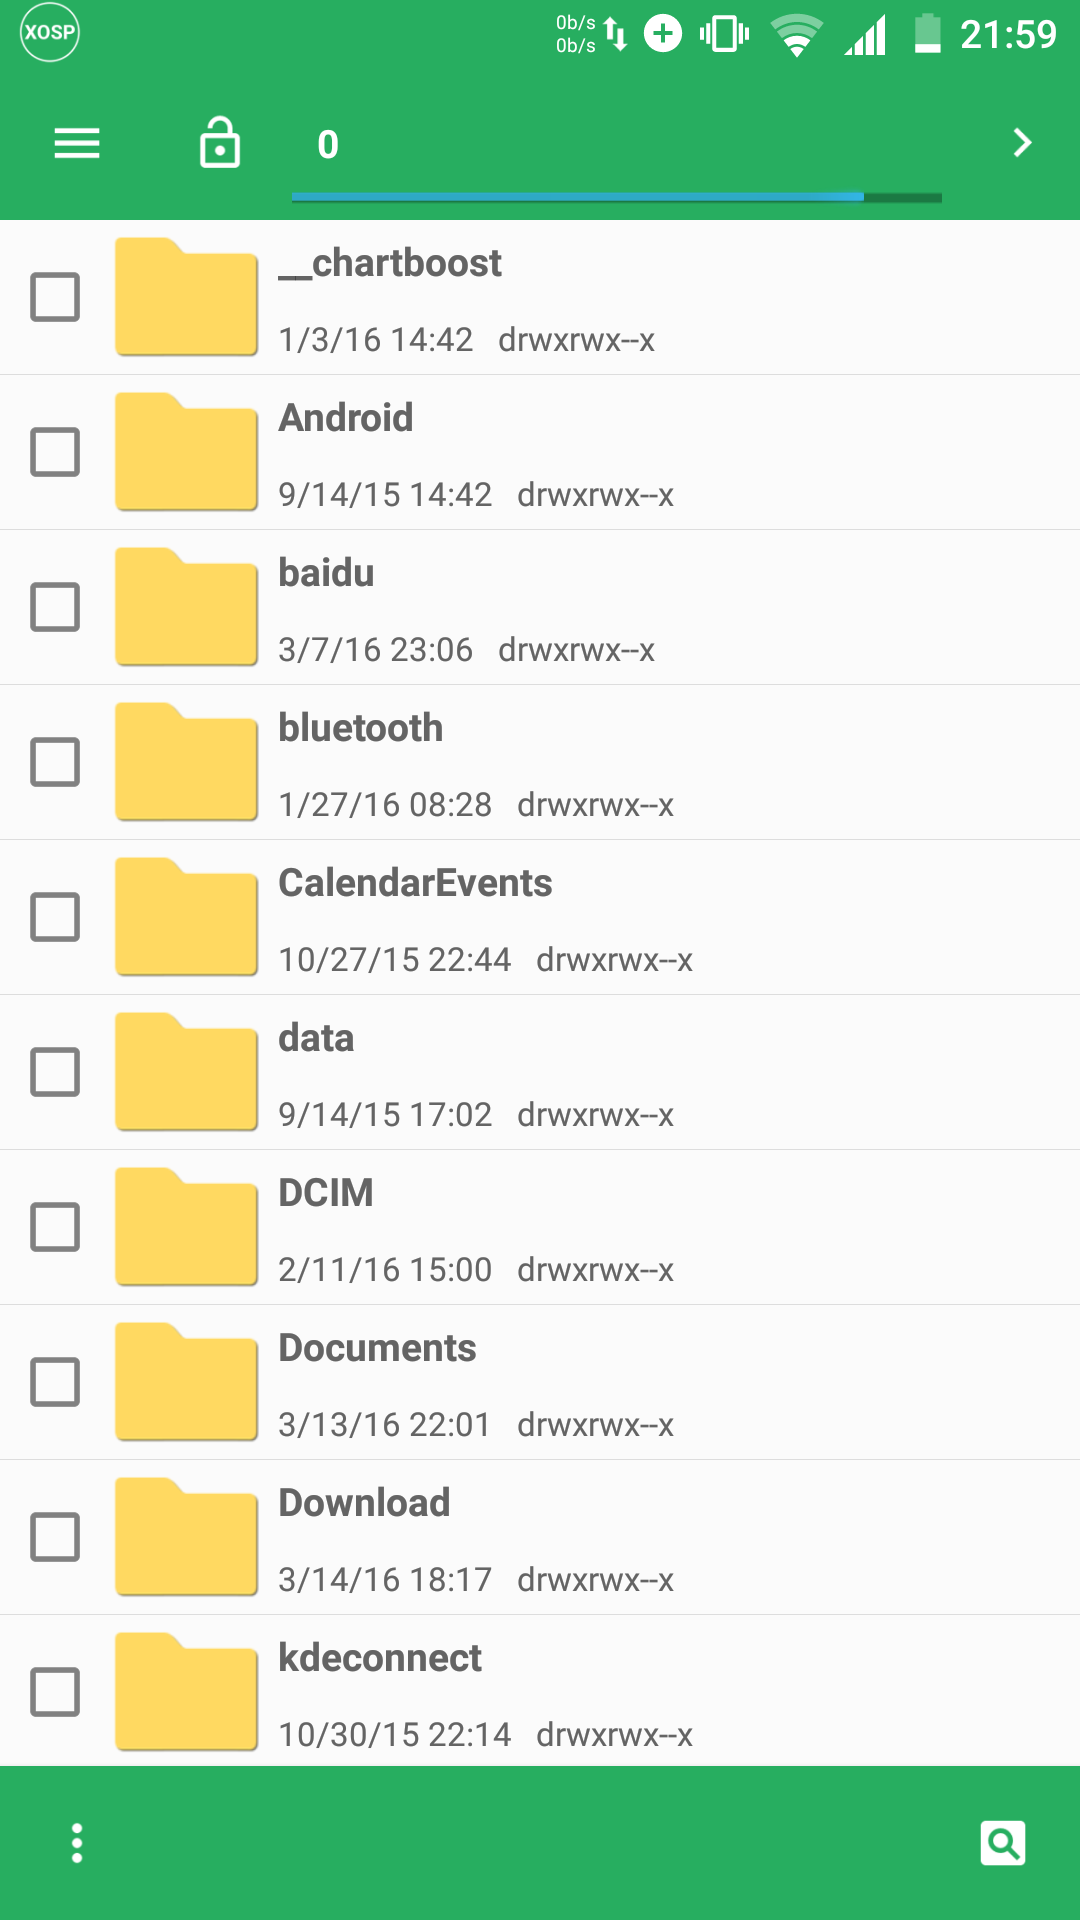 XOSP 0b/s 0b/s 21:59
0
__chartboost
1/3/16 14:42 drwxrwx--x
Android
9/14/15 14:42 drwxrwx--x
baidu
3/7/16 23:06 drwxrwx--x
bluetooth
1/27/16 08:28 drwxrwx--x
CalendarEvents
10/27/15 22:44 drwxrwx--x
data
9/14/15 17:02 drwxrwx--x
DCIM
2/11/16 15:00 drwxrwx--x
Documents
3/13/16 22:01 drwxrwx--x
Download
3/14/16 18:17 drwxrwx--x
kdeconnect
10/30/15 22:14 drwxrwx--x